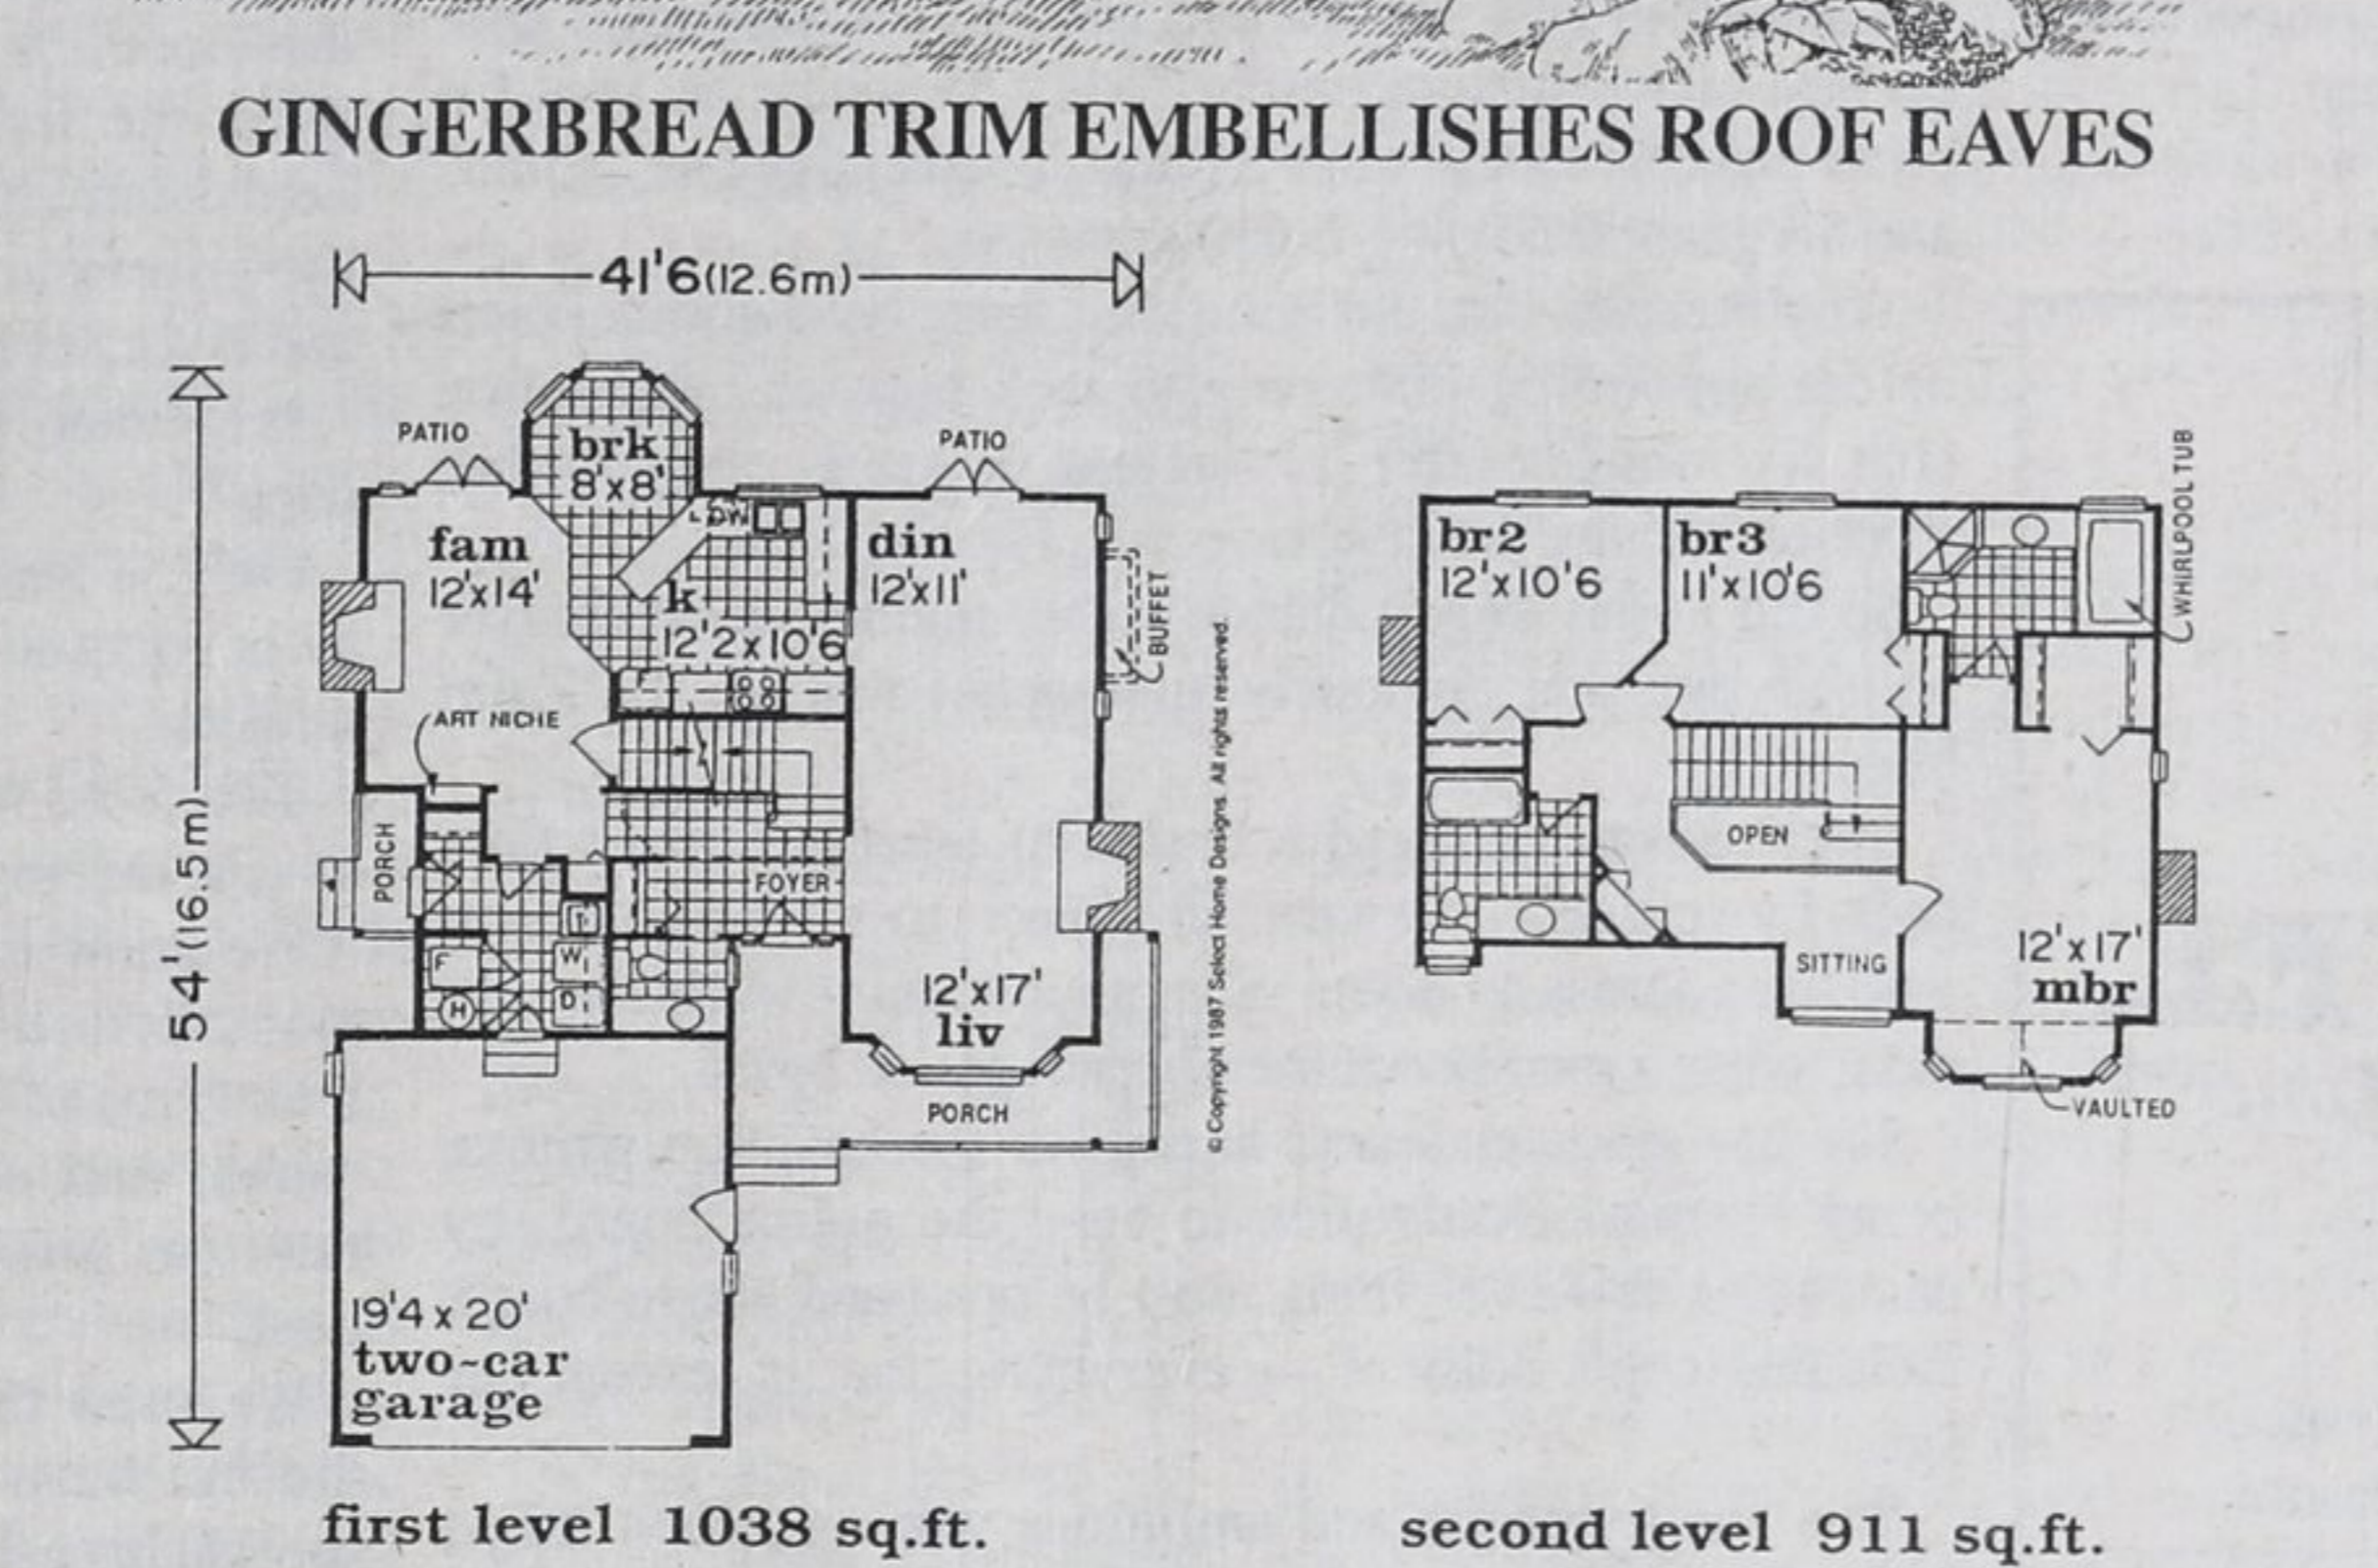 GINGERBREAD TRIM EMBELLISHES ROOF EAVES
41'6(12.6m)
54'(16.5m)
PATIO
brk
8'x8'
PATIO
DW
fam
12'x14'
k
12'2x10'6
din
12'x11'
BUFFET
F
ART NICHE
PORCH
FOYER
F
H
W
D
12'x17'
liv
PORCH
19'4 x 20'
two-car
garage
© Copyright 1987 Select Home Designs. All rights reserved.
first level 1038 sq.ft.
br2
12'x10'6
br3
11'x10'6
WHIRLPOOL TUB
OPEN
SITTING
12'x17'
mbr
VAULTED
second level 911 sq.ft.